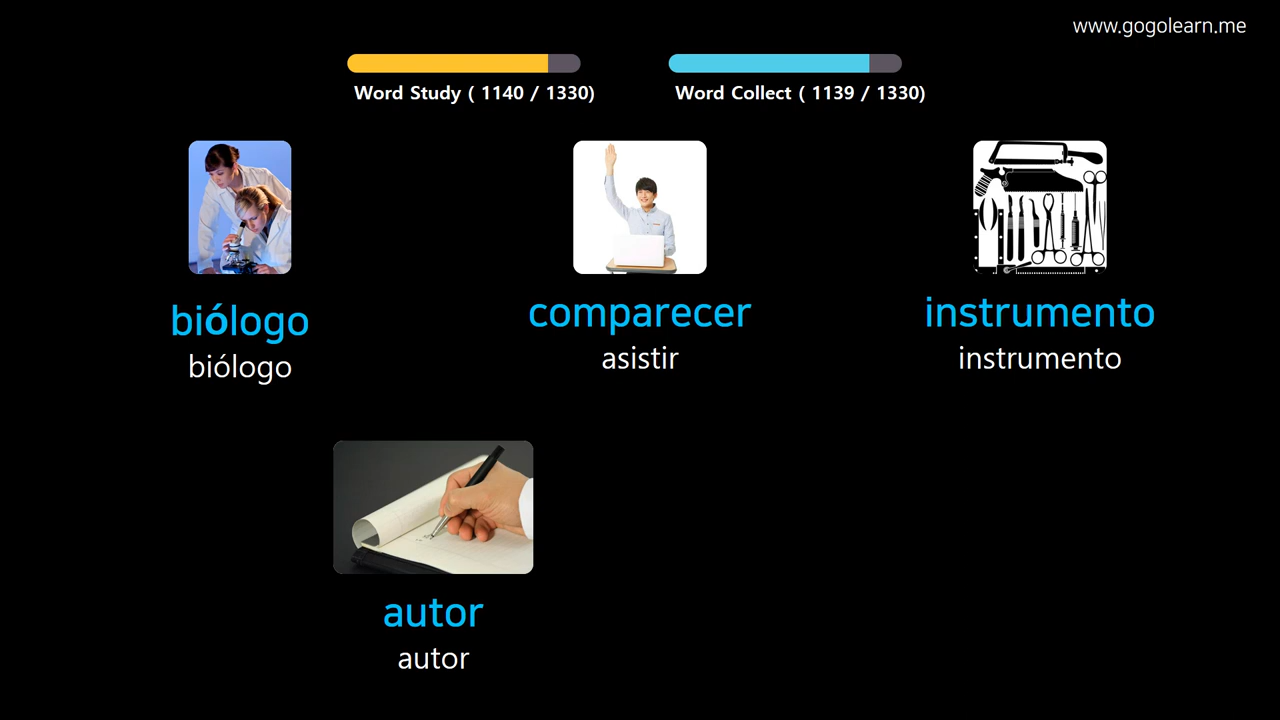 www.gogolearn.me
Word Study ( 1140 / 1330)
Word Collect ( 1139 / 1330)
biólogo
biólogo
comparecer
asistir
instrumento
instrumento
autor
autor